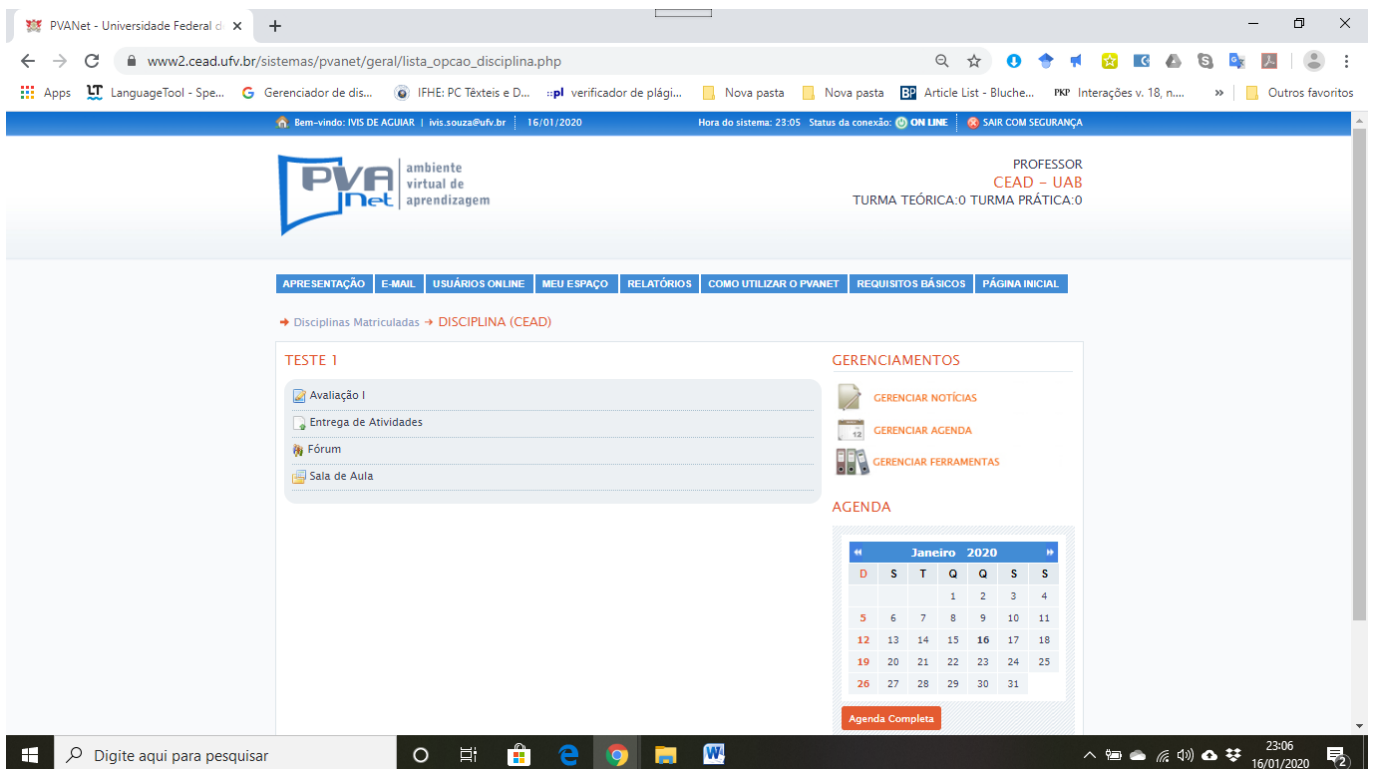 PVANet - Universidade Federal d
www2.cead.ufv.br/sistemas/pvanet/geral/lista_opcao_disciplina.php
Apps LanguageTool - Spe... Gerenciador de dis... IFHE: PC Têxteis e D... ::pl verificador de plági... Nova pasta Nova pasta BP Article List - Bluche... PKP Interações v. 18, n.... » Outros favoritos
Bem-vindo: IVIS DE AGUIAR | ivis.souza@ufv.br 16/01/2020 Hora do sistema: 23:05 Status da conexão: ON LINE SAIR COM SEGURANÇA
PVA Net
ambiente
virtual de
aprendizagem
PROFESSOR
CEAD – UAB
TURMA TEÓRICA:0 TURMA PRÁTICA:0
APRESENTAÇÃO E-MAIL USUÁRIOS ONLINE MEU ESPAÇO RELATÓRIOS COMO UTILIZAR O PVANET REQUISITOS BÁSICOS PÁGINA INICIAL
Disciplinas Matriculadas DISCIPLINA (CEAD)
TESTE 1
Avaliação I
Entrega de Atividades
Fórum
Sala de Aula
GERENCIAMENTOS
GERENCIAR NOTÍCIAS
12 GERENCIAR AGENDA
GERENCIAR FERRAMENTAS
AGENDA
Janeiro 2020
D S T Q Q S S
1 2 3 4
5 6 7 8 9 10 11
12 13 14 15 16 17 18
19 20 21 22 23 24 25
26 27 28 29 30 31
Agenda Completa
Digite aqui para pesquisar
23:06
16/01/2020
2